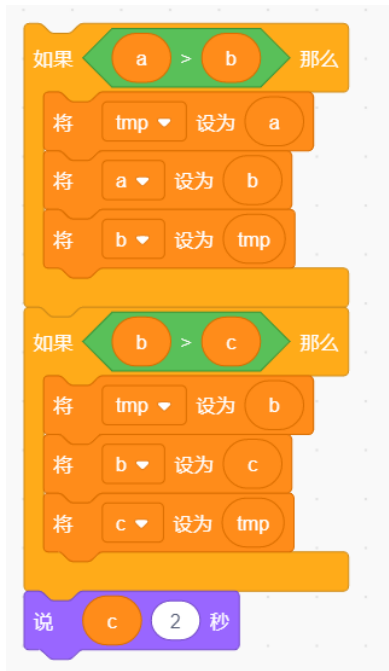 如果 a > b 那么
将 tmp 设为 a
将 a 设为 b
将 b 设为 tmp
如果 b > c 那么
将 tmp 设为 b
将 b 设为 c
将 c 设为 tmp
说 c 2 秒